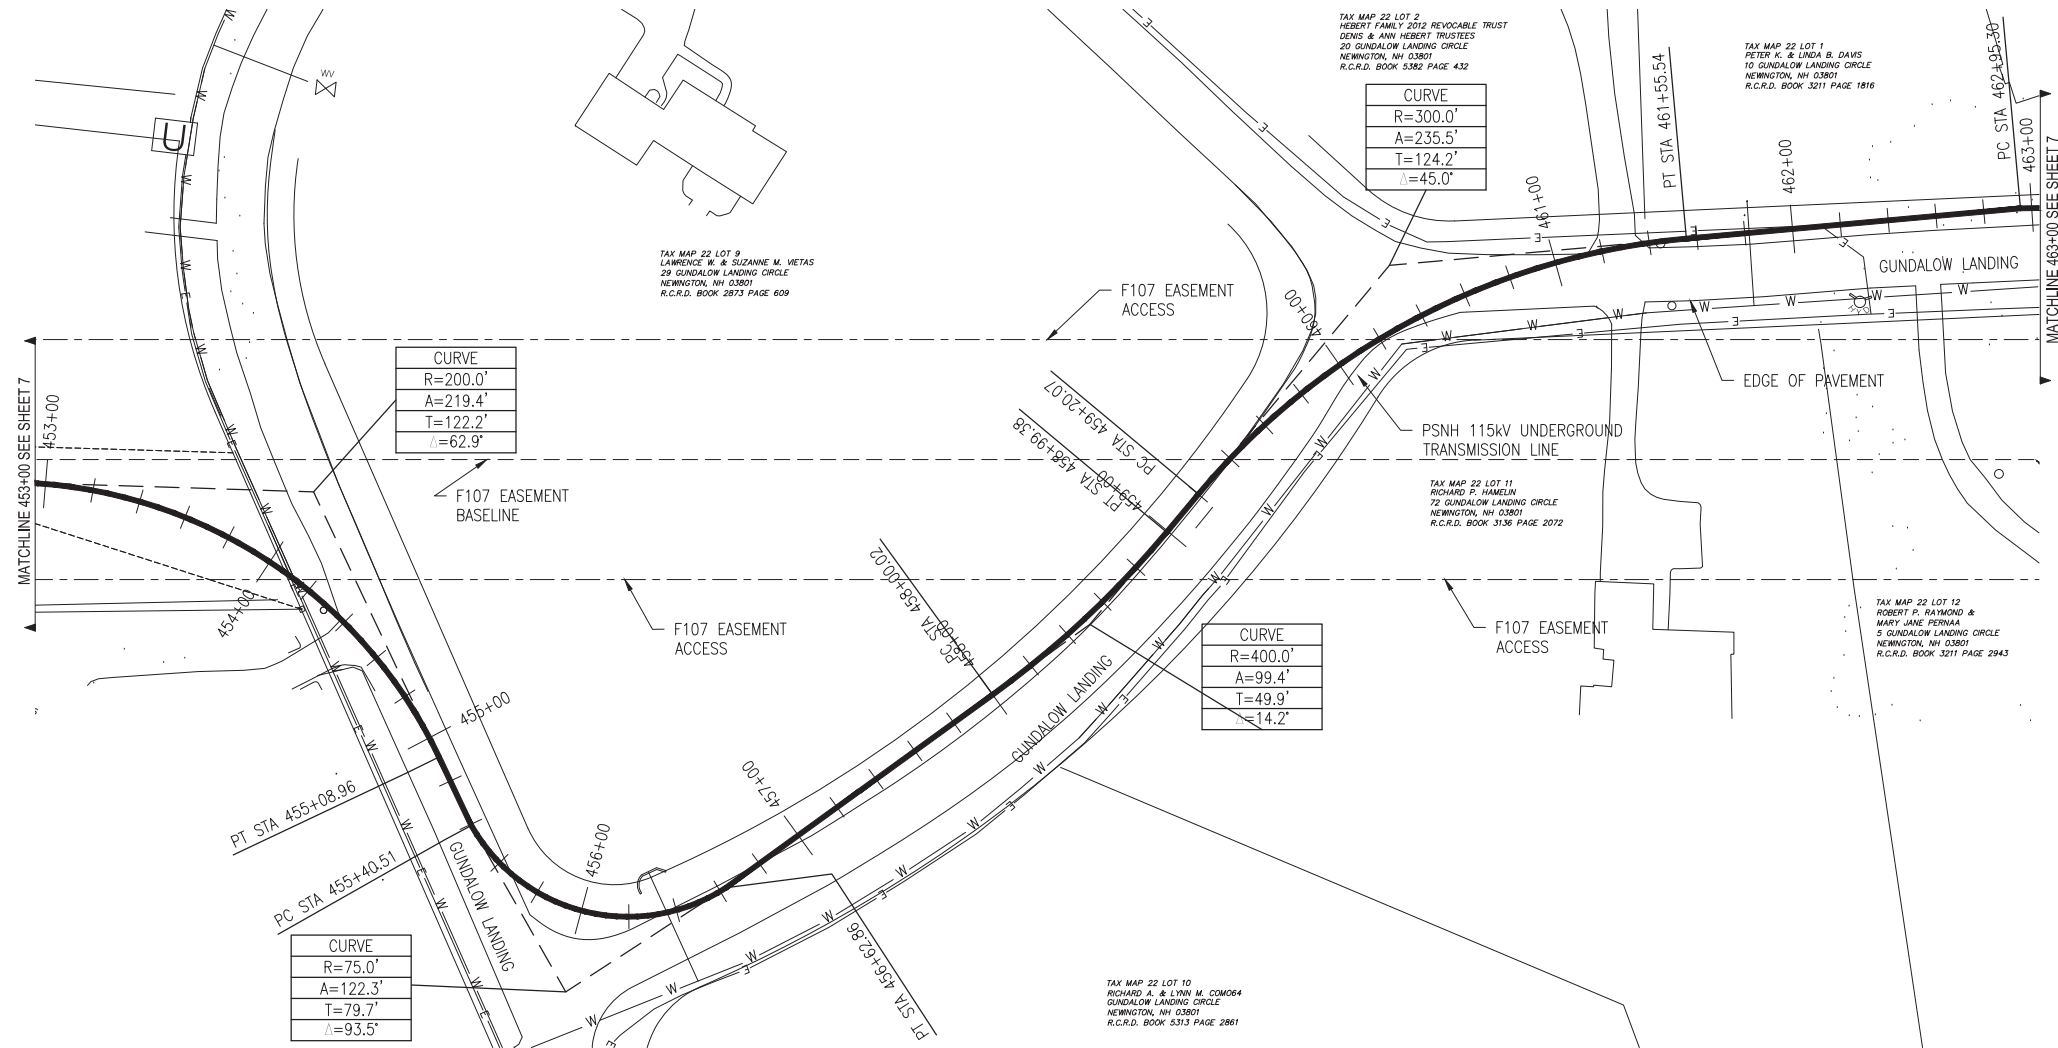 TAX MAP 22 LOT 2
HEBERT FAMILY 2012 REVOCABLE TRUST
DENIS & ANN HEBERT TRUSTEES
20 GUNDALOW LANDING CIRCLE
NEWINGTON, NH 03801
R.C.R.D. BOOK 5382 PAGE 432
TAX MAP 22 LOT 1
PETER K. & LINDA B. DAVIS
10 GUNDALOW LANDING CIRCLE
NEWINGTON, NH 03801
R.C.R.D. BOOK 3211 PAGE 1816
WV
U
CURVE
R=300.0'
A=235.5'
T=124.2'
Δ=45.0°
PT STA 461+55.54
PC STA 462+95.30
461+00
462+00
463+00
MATCHLINE 463+00 SEE SHEET 7
TAX MAP 22 LOT 9
LAWRENCE W. & SUZANNE M. VIETAS
29 GUNDALOW LANDING CIRCLE
NEWINGTON, NH 03801
R.C.R.D. BOOK 2873 PAGE 609
GUNDALOW LANDING
F107 EASEMENT
ACCESS
460+00
HYD
CURVE
R=200.0'
A=219.4'
T=122.2'
Δ=62.9°
MATCHLINE 453+00 SEE SHEET 7
453+00
EDGE OF PAVEMENT
PC STA 459+20.07
PT STA 458+99.38
459+00
PSNH 115kV UNDERGROUND
TRANSMISSION LINE
F107 EASEMENT
BASELINE
TAX MAP 22 LOT 11
RICHARD P. HAMELIN
72 GUNDALOW LANDING CIRCLE
NEWINGTON, NH 03801
R.C.R.D. BOOK 3136 PAGE 2072
PC STA 458+00.02
458+00
454+00
F107 EASEMENT
ACCESS
F107 EASEMENT
ACCESS
TAX MAP 22 LOT 12
ROBERT P. RAYMOND &
MARY JANE PERNAA
5 GUNDALOW LANDING CIRCLE
NEWINGTON, NH 03801
R.C.R.D. BOOK 3211 PAGE 2943
CURVE
R=400.0'
A=99.4'
T=49.9'
Δ=14.2°
GUNDALOW LANDING
455+00
457+00
PT STA 455+08.96
456+00
PC STA 455+40.51
GUNDALOW LANDING
PT STA 456+62.86
CURVE
R=75.0'
A=122.3'
T=79.7'
Δ=93.5°
TAX MAP 22 LOT 10
RICHARD A. & LYNN M. COMO64
GUNDALOW LANDING CIRCLE
NEWINGTON, NH 03801
R.C.R.D. BOOK 5313 PAGE 2861